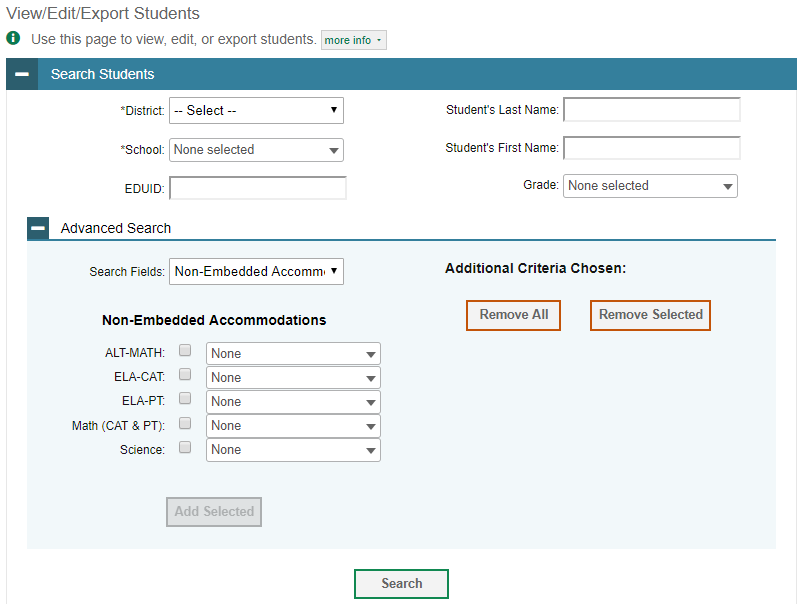 View/Edit/Export Students
Use this page to view, edit, or export students. more info
Search Students
*District: -- Select --
Student's Last Name:
*School: None selected
Student's First Name:
EDUID:
Grade: None selected
Advanced Search
Search Fields: Non-Embedded Accomm
Additional Criteria Chosen:
Remove All Remove Selected
Non-Embedded Accommodations
ALT-MATH: None
ELA-CAT: None
ELA-PT: None
Math (CAT & PT): None
Science: None
Add Selected
Search